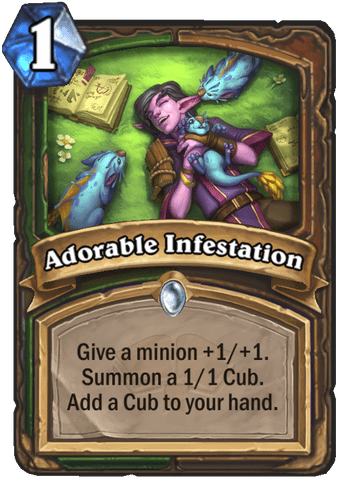 1
Adorable Infestation
Give a minion +1/+1.
Summon a 1/1 Cub.
Add a Cub to your hand.